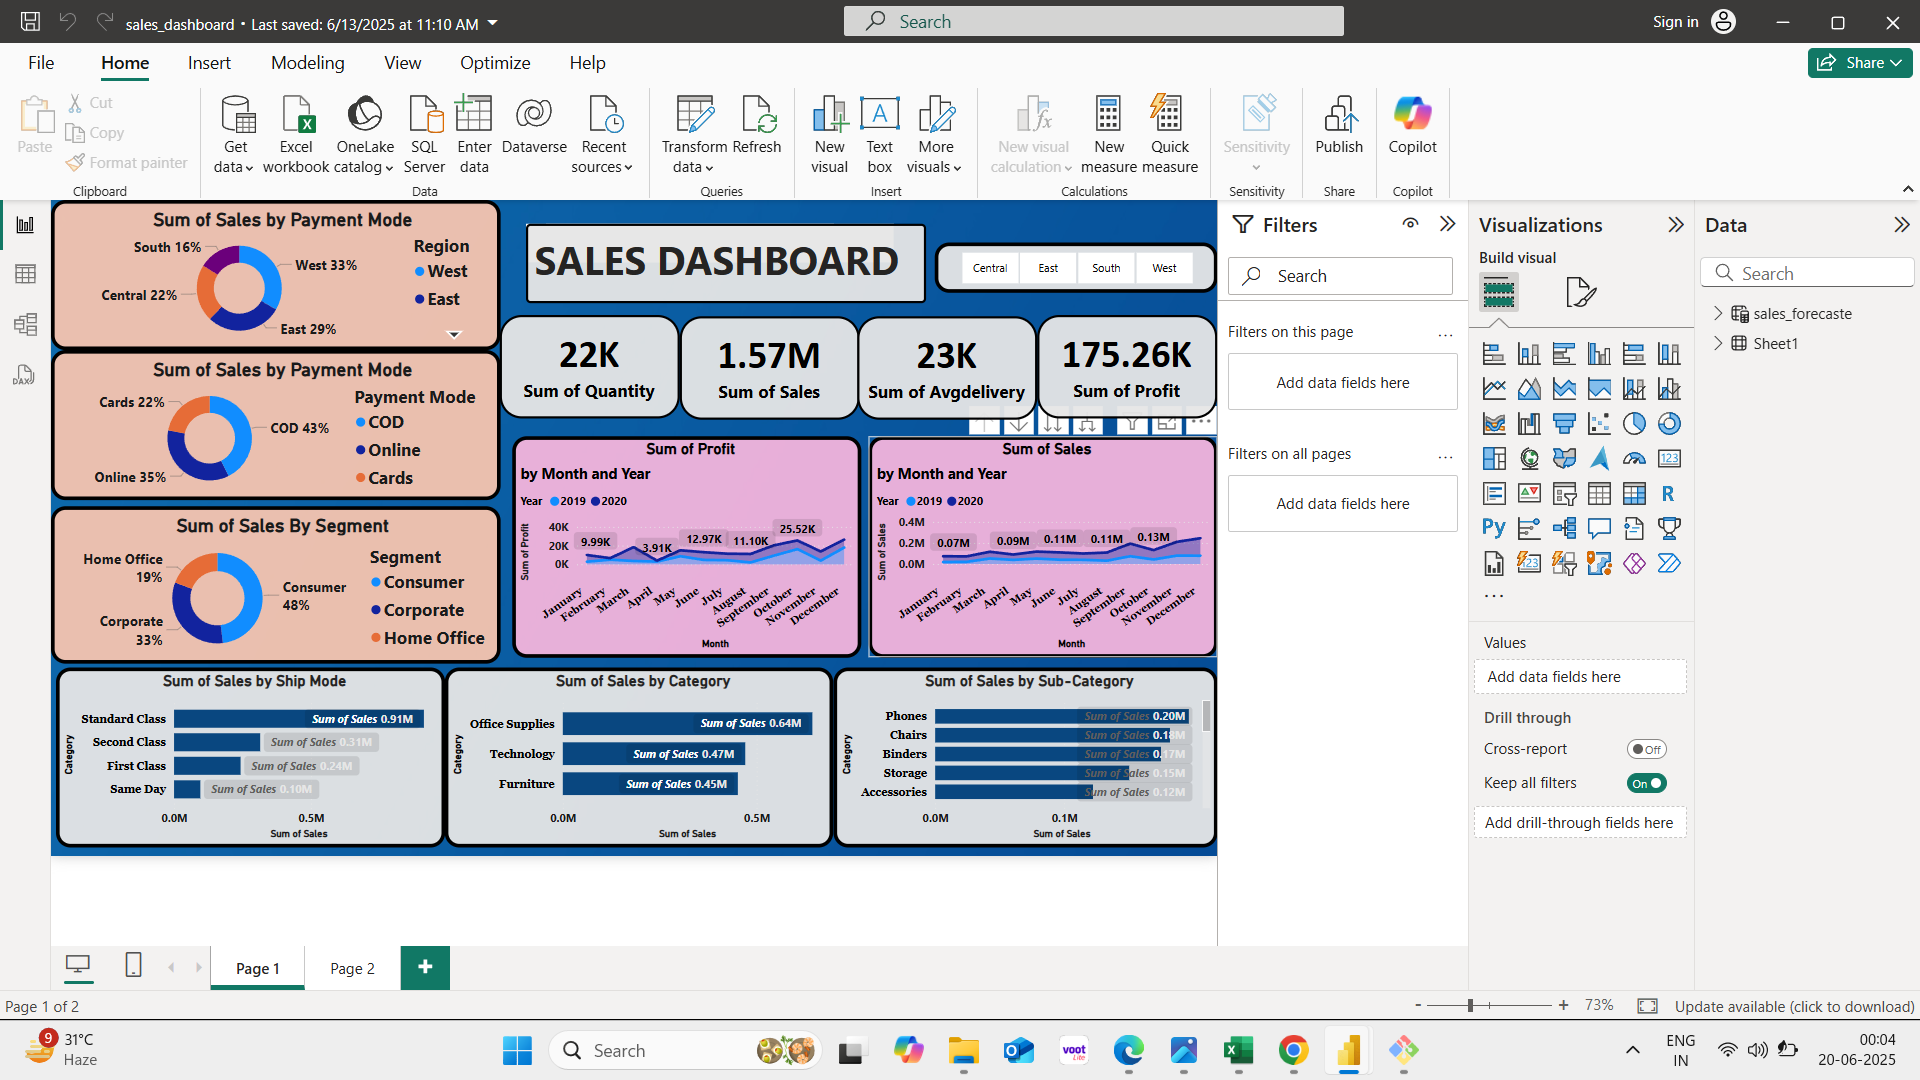 sales_dashboard • Last saved: 6/13/2025 at 11:10 AM
Search
Sign in
File Home Insert Modeling View Optimize Help
Share
Paste
Cut
Copy
Format painter
Clipboard
Get data
Excel workbook
OneLake catalog
SQL Server
Enter data
Dataverse
Recent sources
Data
Transform data
Refresh
Queries
New visual
Text box
More visuals
Insert
New visual calculation
New measure
Quick measure
Calculations
Sensitivity
Sensitivity
Publish
Share
Copilot
Copilot
Sum of Sales by Payment Mode
South 16%
West 33%
Central 22%
East 29%
Region
West
East
SALES DASHBOARD
Central East South West
22K
Sum of Quantity
1.57M
Sum of Sales
23K
Sum of Avgdelivery
175.26K
Sum of Profit
Sum of Sales by Payment Mode
Cards 22%
COD 43%
Online 35%
Payment Mode
COD
Online
Cards
Sum of Sales By Segment
Home Office
19%
Consumer
48%
Corporate
33%
Segment
Consumer
Corporate
Home Office
Sum of Profit
by Month and Year
Year 2019 2020
Sum of Profit
40K
20K
0K
9.99K
3.91K
12.97K
11.10K
25.52K
January
February
March
April
May
June
July
August
September
October
November
December
Month
Sum of Sales
by Month and Year
Year 2019 2020
Sum of Sales
0.4M
0.2M
0.0M
0.07M
0.09M
0.11M
0.11M
0.13M
January
February
March
April
May
June
July
August
September
October
November
December
Month
Sum of Sales by Ship Mode
Category
Standard Class Sum of Sales 0.91M
Second Class Sum of Sales 0.31M
First Class Sum of Sales 0.24M
Same Day Sum of Sales 0.10M
0.0M 0.5M
Sum of Sales
Sum of Sales by Category
Category
Office Supplies Sum of Sales 0.64M
Technology Sum of Sales 0.47M
Furniture Sum of Sales 0.45M
0.0M 0.5M
Sum of Sales
Sum of Sales by Sub-Category
Category
Phones Sum of Sales 0.20M
Chairs Sum of Sales 0.18M
Binders Sum of Sales 0.17M
Storage Sum of Sales 0.15M
Accessories Sum of Sales 0.12M
0.0M 0.1M
Sum of Sales
Filters
Search
Filters on this page
Add data fields here
Filters on all pages
Add data fields here
Visualizations
Build visual
123
R
Py
123
Values
Add data fields here
Drill through
Cross-report Off
Keep all filters On
Add drill-through fields here
Data
Search
sales_forecaste
Sheet1
DAX
Page 1
Page 2
+
Page 1 of 2
- + 73%
Update available (click to download)
9
31°C
Haze
Search
voot
Lite
ENG
IN
00:04
20-06-2025